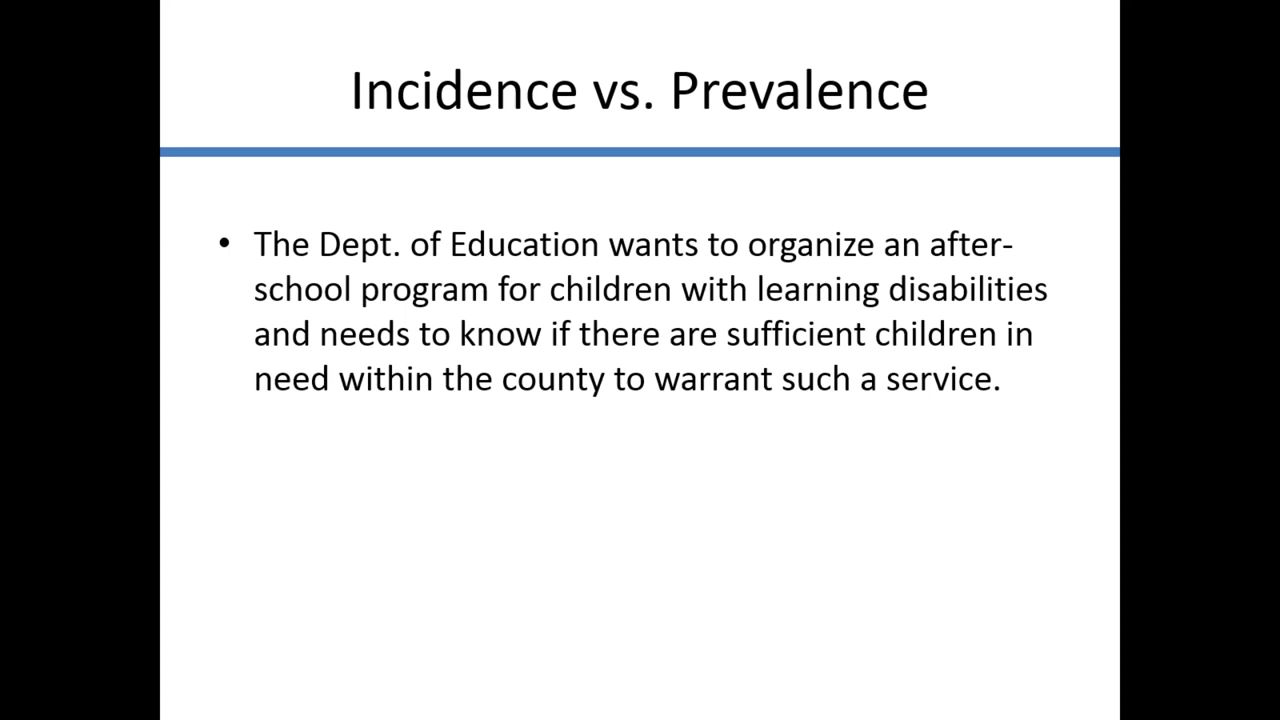 Incidence vs. Prevalence
• The Dept. of Education wants to organize an after-
school program for children with learning disabilities
and needs to know if there are sufficient children in
need within the county to warrant such a service.